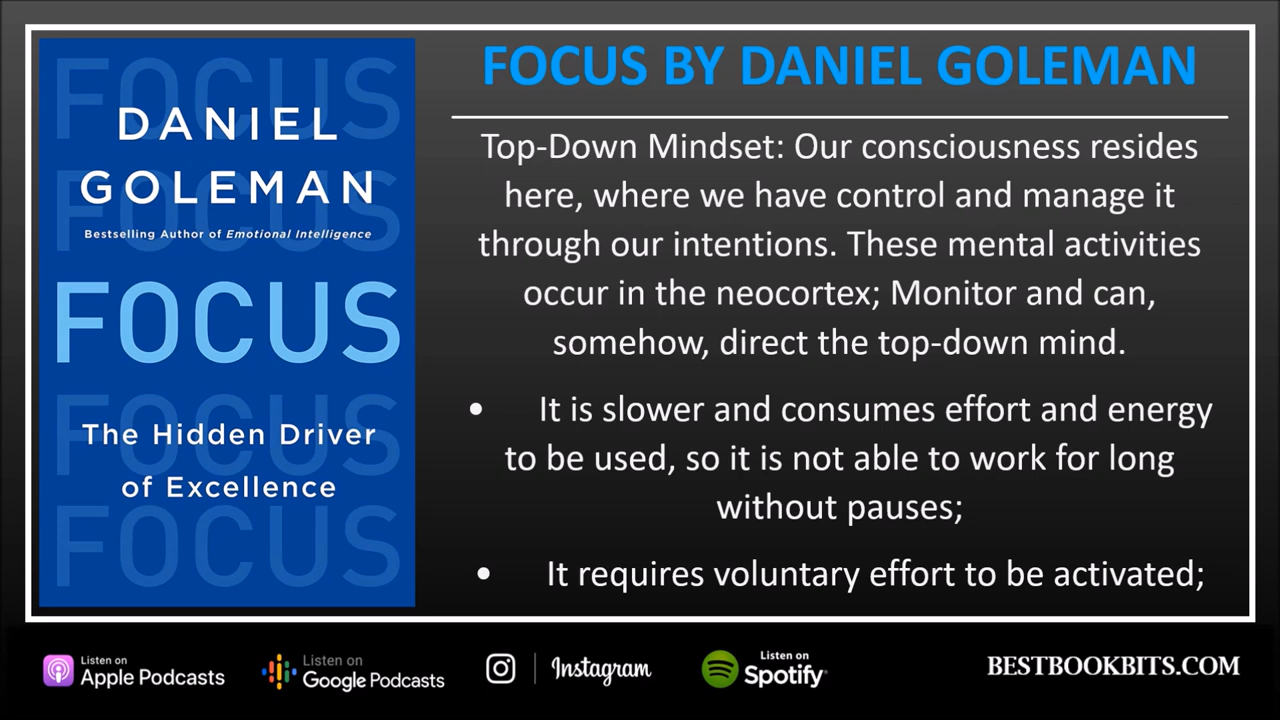 FOCUS
DANIEL
FOCUS
GOLEMAN
Bestselling Author of Emotional Intelligence
FOCUS
FOCUS
The Hidden Driver
of Excellence
FOCUS
FOCUS BY DANIEL GOLEMAN
Top-Down Mindset: Our consciousness resides
here, where we have control and manage it
through our intentions. These mental activities
occur in the neocortex; Monitor and can,
somehow, direct the top-down mind.
• It is slower and consumes effort and energy
to be used, so it is not able to work for long
without pauses;
• It requires voluntary effort to be activated;
Listen on
Apple Podcasts
Listen on
Google Podcasts
Instagram
Listen on
Spotify
BESTBOOKBITS.COM